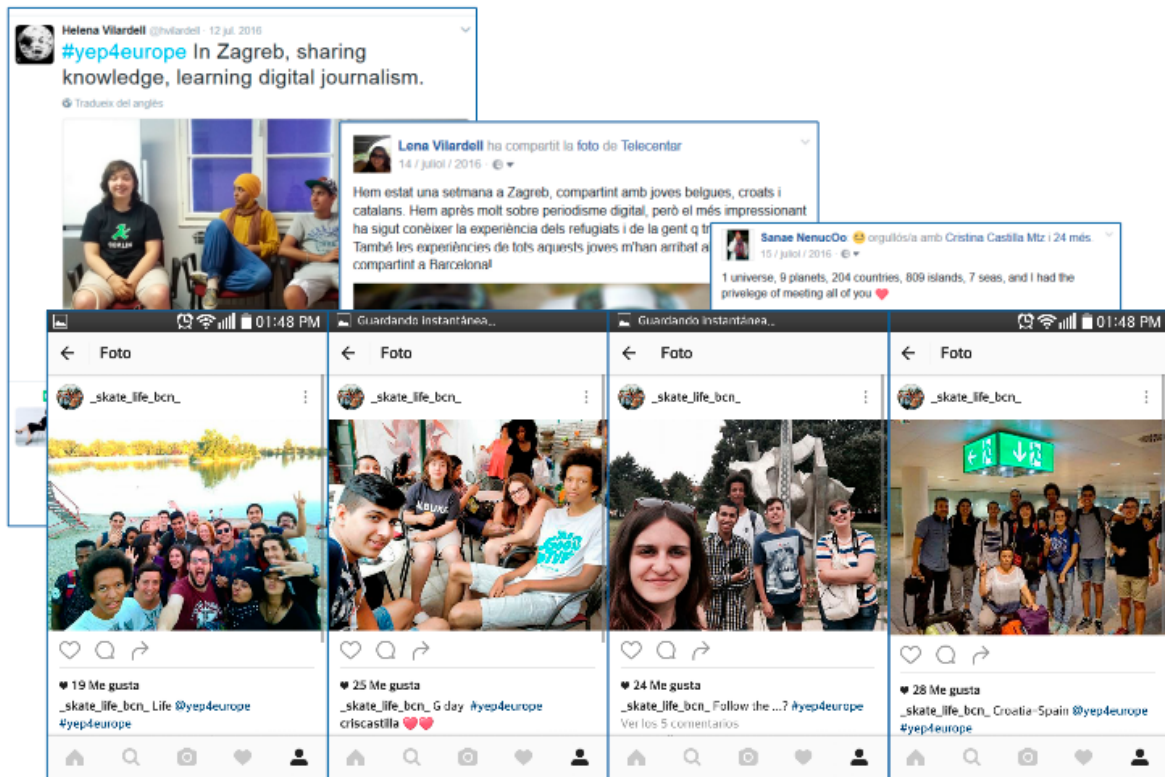 Helena Vilardell @hvilardell · 12 jul. 2016
#yep4europe In Zagreb, sharing
knowledge, learning digital journalism.
Tradueix del anglès
Lena Vilardell ha compartit la foto de Telecentar
14 / juliol / 2016 ·
Hem estat una setmana a Zagreb, compartint amb joves belgues, croats i
catalans. Hem après molt sobre periodisme digital, però el més impressionant
ha sigut conèixer la experiència dels refugiats i de la gent q
També les experiències de tots aquests joves m'han arribat a
compartint a Barcelona!
Sanae NenucOo orgullós/a amb Cristina Castilla Mtz i 24 més.
15 / juliol / 2016 ·
1 universe, 9 planets, 204 countries, 809 islands, 7 seas, and I had the
privelege of meeting all of you
01:48 PM
Foto
_skate_life_bcn_
19 Me gusta
_skate_life_bcn_ Life @yep4europe
#yep4europe
Guardando instantánea...
Foto
_skate_life_bcn_
25 Me gusta
_skate_life_bcn_ G day #yep4europe
criscastilla
Guardando instantánea...
Foto
_skate_life_bcn_
24 Me gusta
_skate_life_bcn_ Follow the ...? #yep4europe
Ver los 5 comentarios
01:48 PM
Foto
_skate_life_bcn_
28 Me gusta
_skate_life_bcn_ Croatia-Spain @yep4europe
#yep4europe